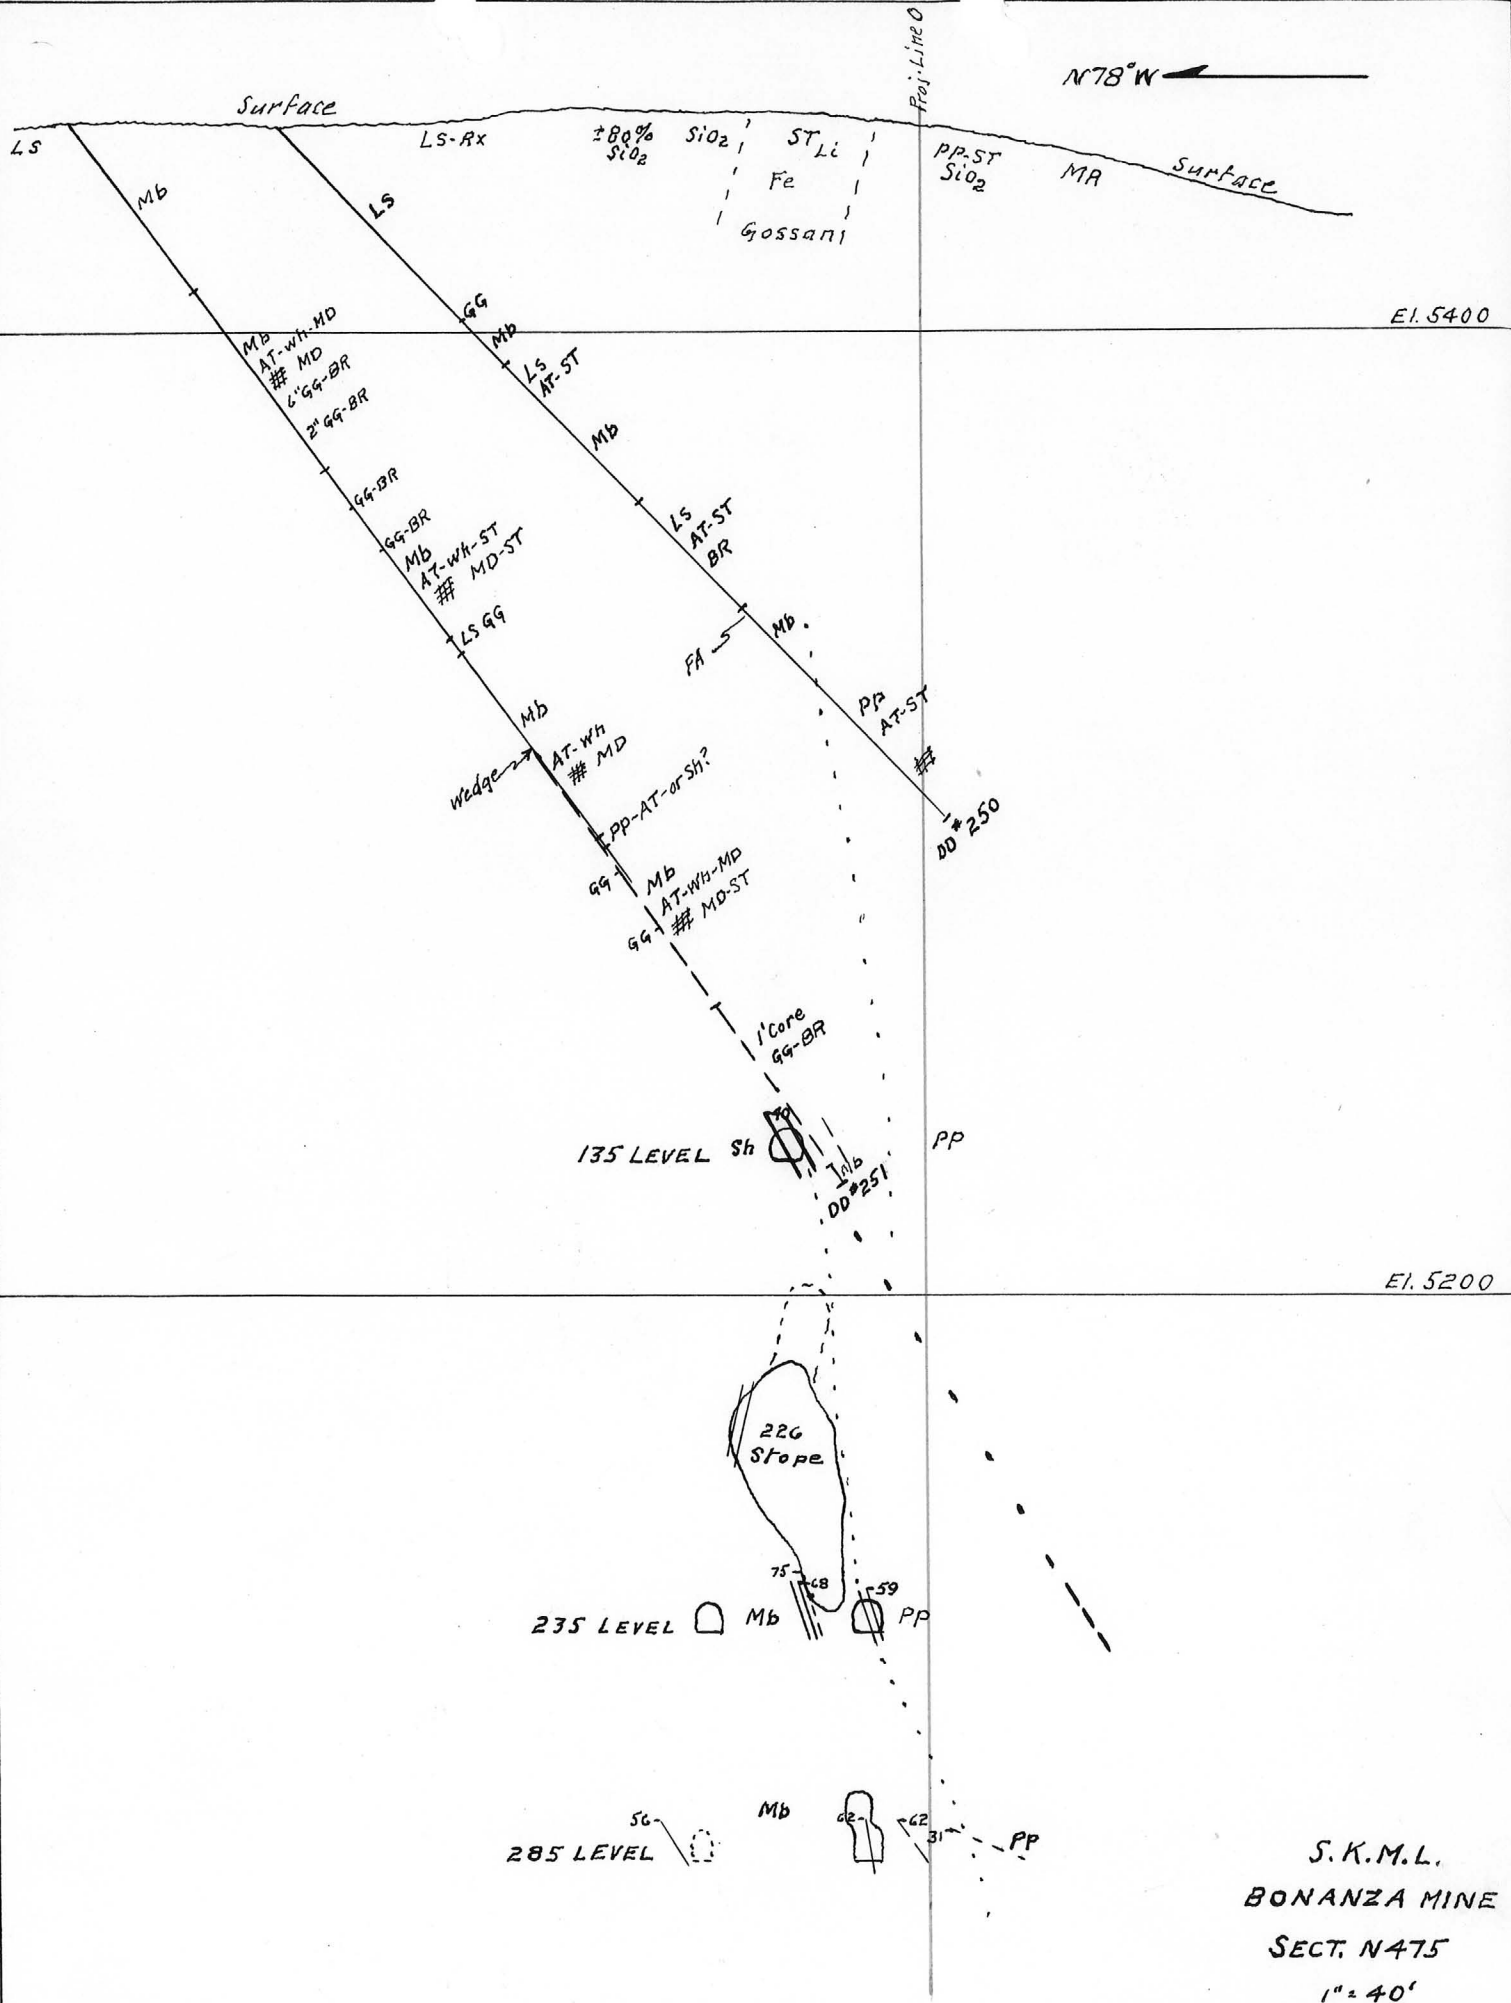 Proj. Line O
N78°W
Surface
LS
LS-Rx
±80%
SiO2
SiO2
ST Li
Fe
Gossan
PP-ST
SiO2
MA
Surface
El. 5400
Mb
Mb
AT-Wh-MD
# MD
6" GG-BR
2" GG-BR
GG-BR
GG-BR
Mb
AT-Wh-ST
# MD-ST
LS GG
Mb
Wedge
AT-Wh
# MD
PP-AT-or Sh?
GG
Mb
AT-Wh-MD
# MD-ST
GG
1' Core
GG-BR
LS
GG
Mb
LS
AT-ST
Mb
LS
AT-ST
BR
FA
Mb
PP
AT-ST
#
DD #250
135 LEVEL Sh
Mb
DD #251
PP
El. 5200
226
Stope
75
68
59
235 LEVEL Mb PP
56
Mb
62
62
31
PP
285 LEVEL
S.K.M.L.
BONANZA MINE
SECT. N475
1" = 40'